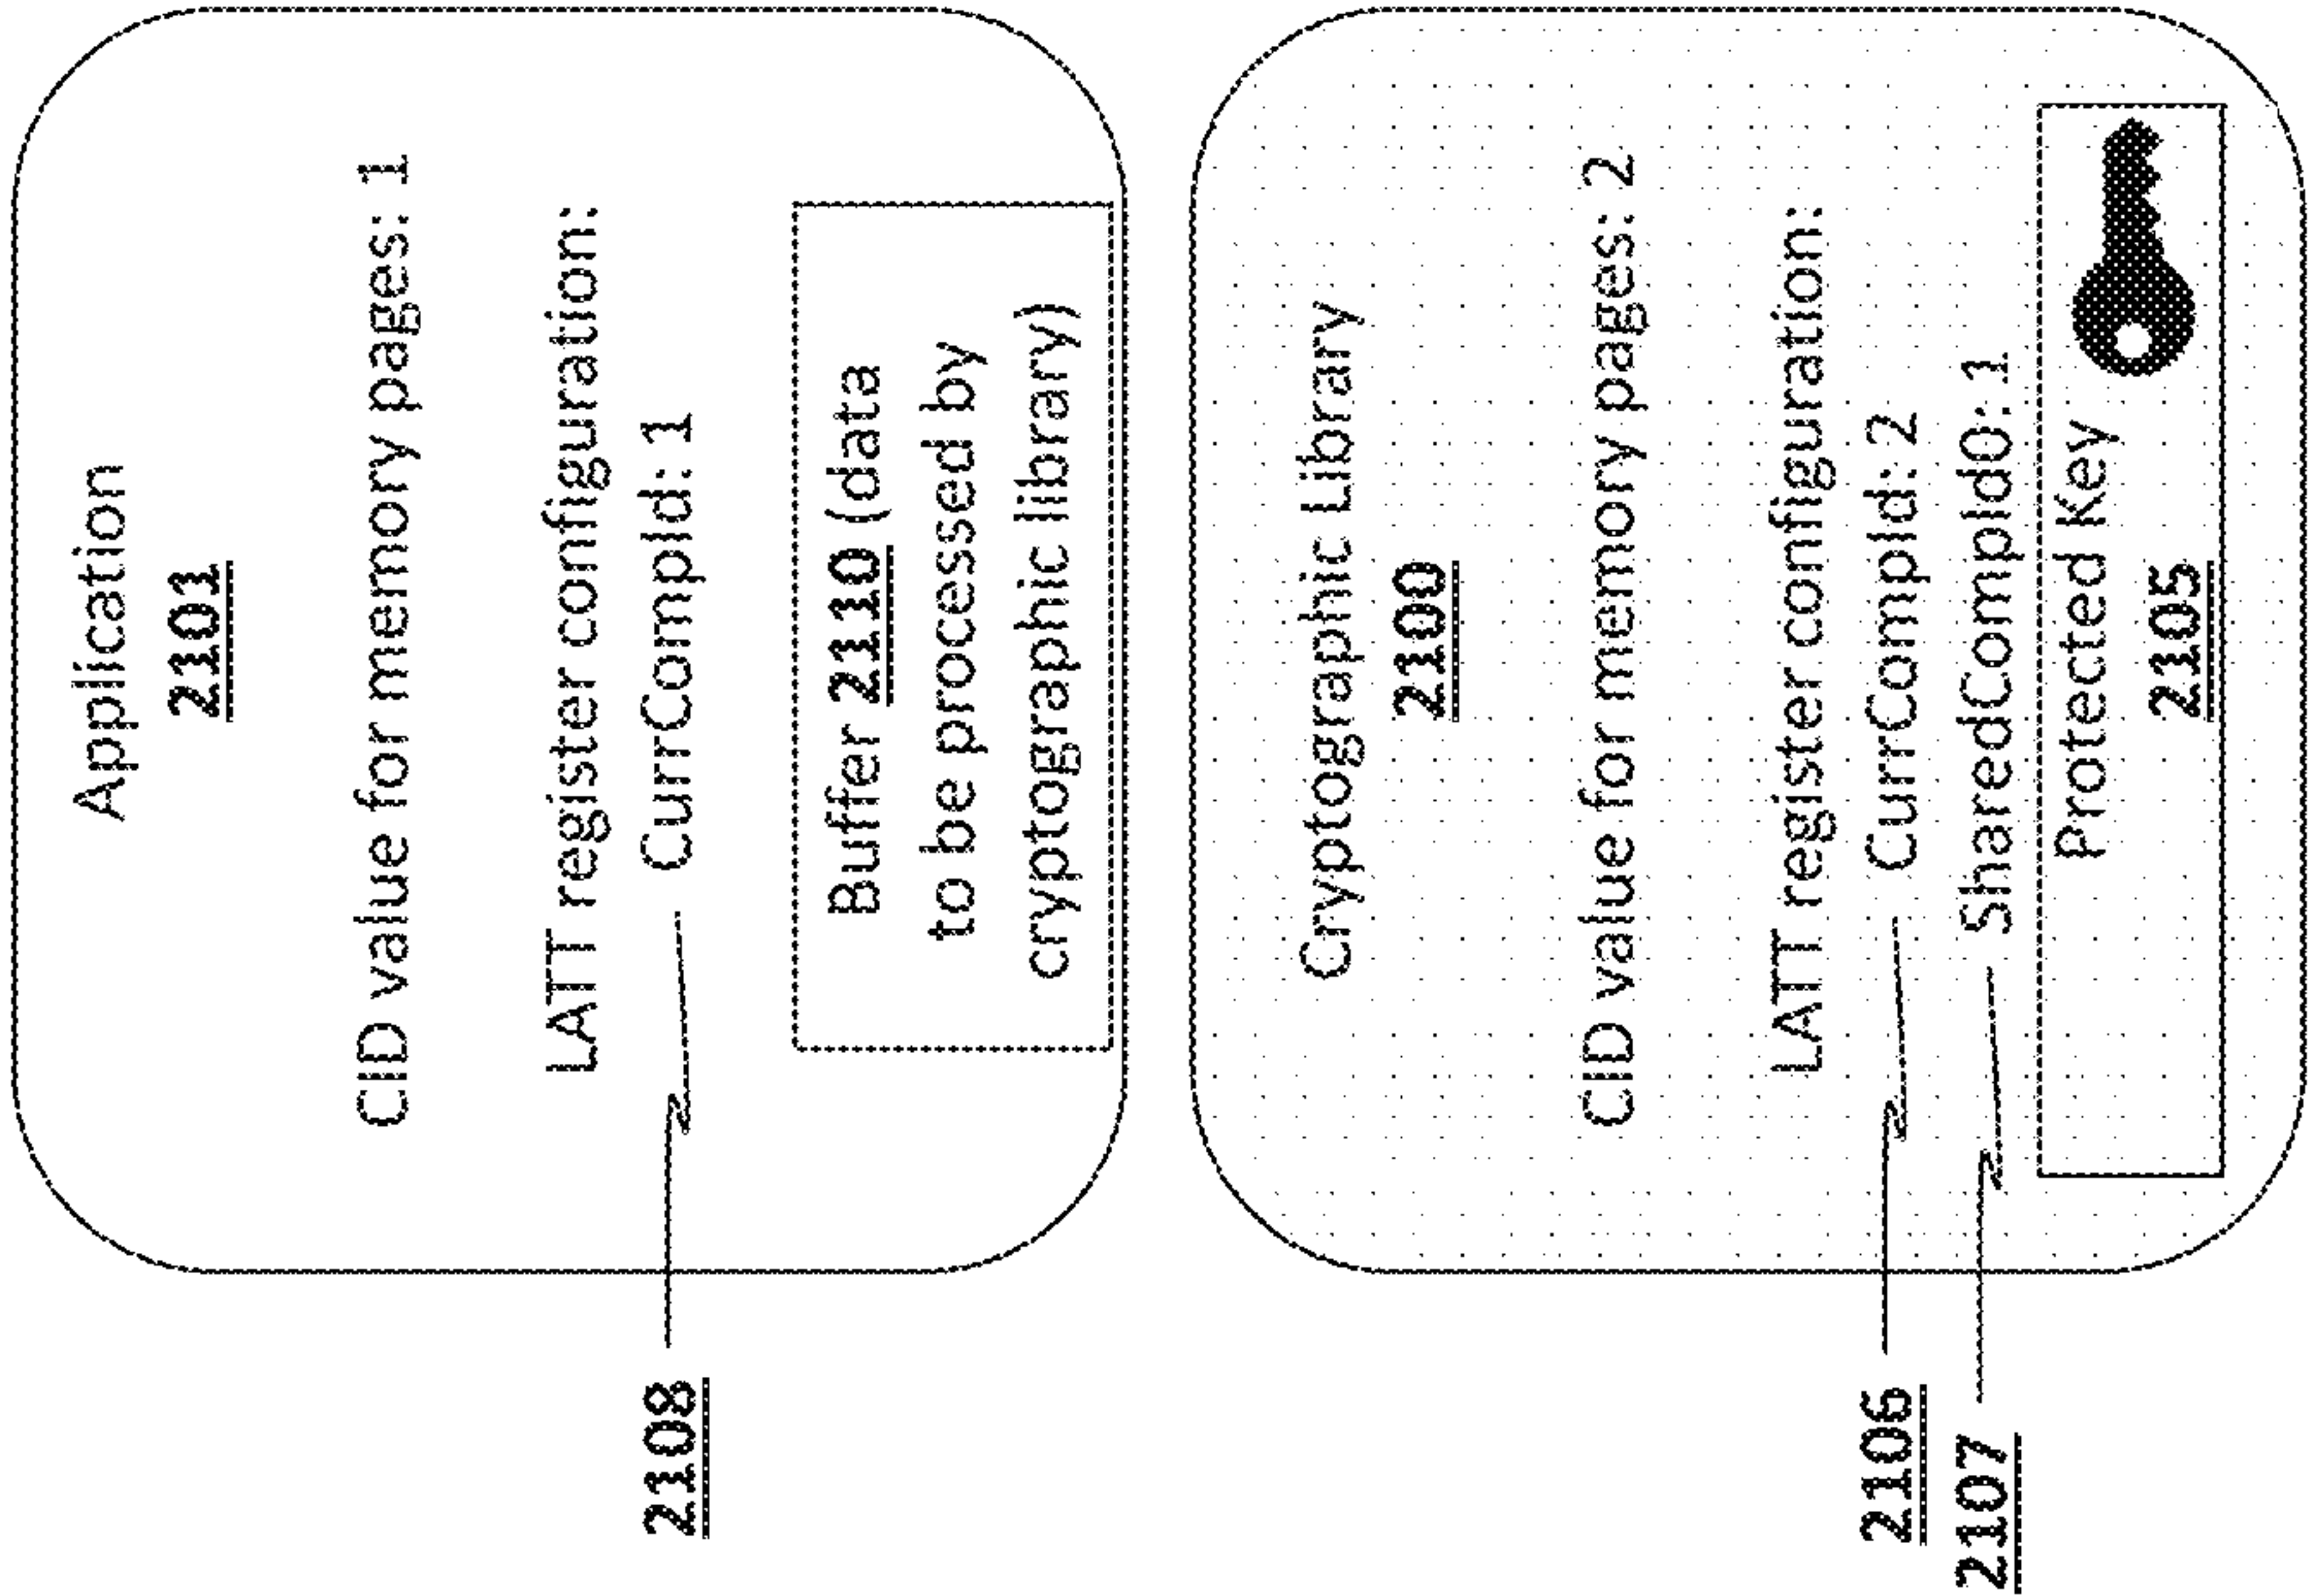 Application
2101
CID value for memory pages: 1
LATT register configuration:
CurrCompId: 1
2108
Buffer 2110 (data
to be processed by
cryptographic library)
Cryptographic Library
2100
CID value for memory pages: 2
LATT register configuration:
CurrCompId: 2
2106
SharedCompId0: 1
2107
Protected Key
2105